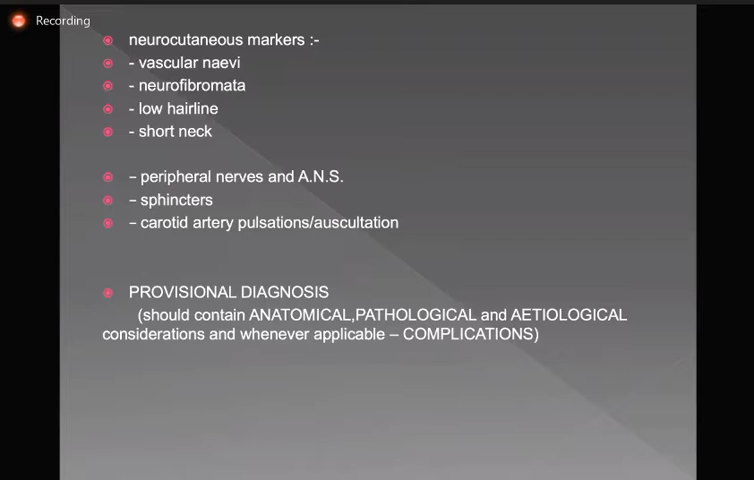 Recording
neurocutaneous markers :-
- vascular naevi
- neurofibromata
- low hairline
- short neck
– peripheral nerves and A.N.S.
– sphincters
– carotid artery pulsations/auscultation
PROVISIONAL DIAGNOSIS
(should contain ANATOMICAL,PATHOLOGICAL and AETIOLOGICAL
considerations and whenever applicable – COMPLICATIONS)